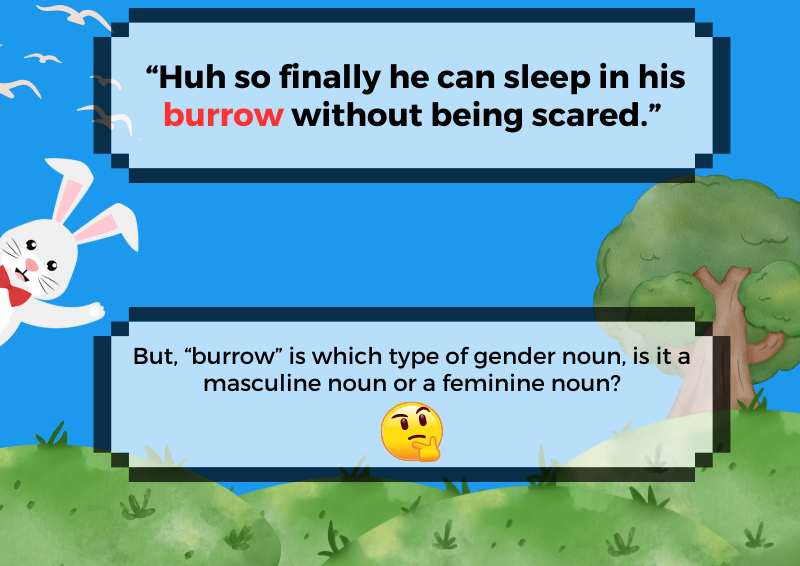 “Huh so finally he can sleep in his
burrow without being scared.”
But, “burrow” is which type of gender noun, is it a
masculine noun or a feminine noun?